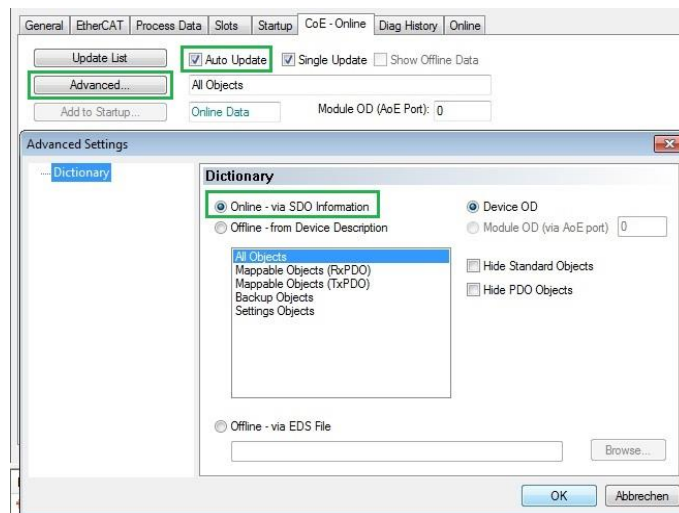 General EtherCAT Process Data Slots Startup CoE - Online Diag History Online
Update List Auto Update Single Update Show Offline Data
Advanced... All Objects
Add to Startup... Online Data Module OD (AoE Port): 0
Advanced Settings
Dictionary
Dictionary
Online - via SDO Information Device OD
Offline - from Device Description Module OD (via AoE port) 0
All Objects
Mappable Objects (RxPDO)
Mappable Objects (TxPDO)
Backup Objects
Settings Objects
Hide Standard Objects
Hide PDO Objects
Offline - via EDS File
Browse...
OK Abbrechen